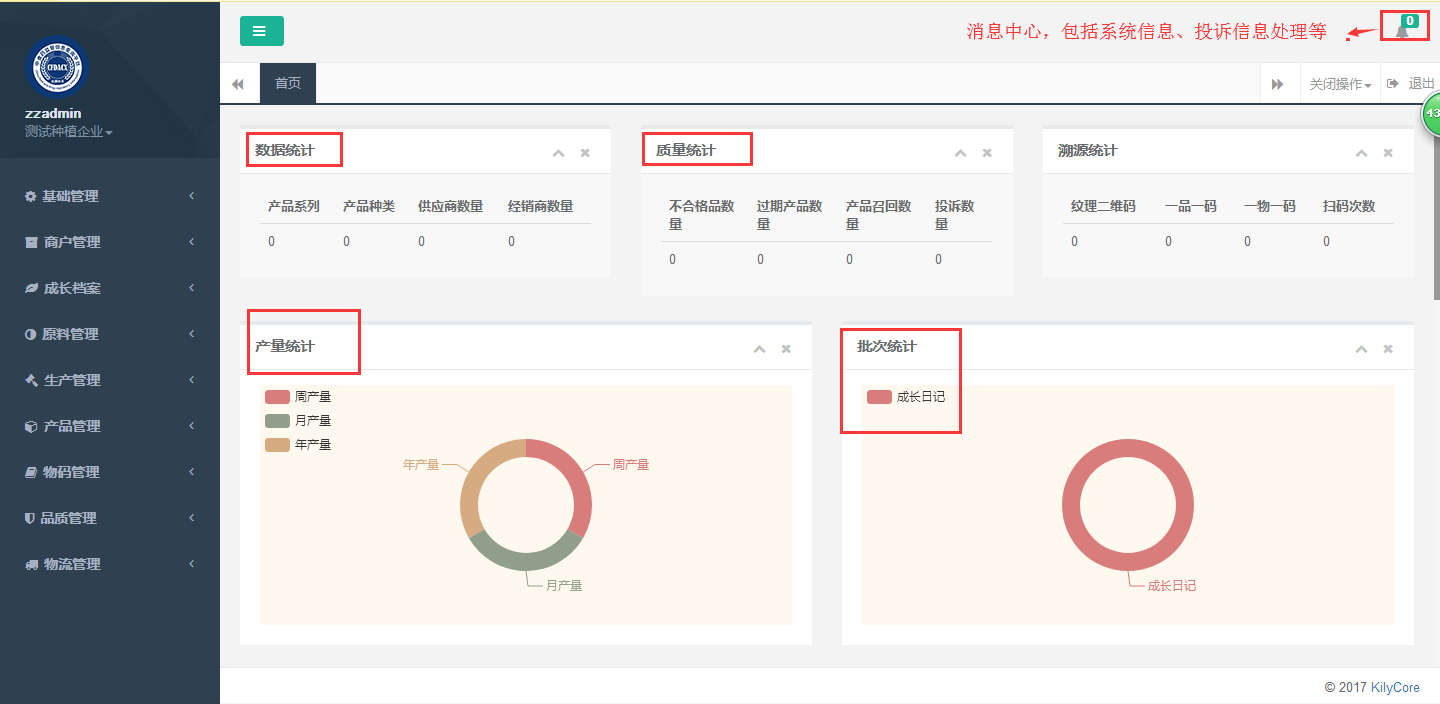 消息中心，包括系统信息、投诉信息处理等
0
CFDACX
zzadmin
测试种植企业
首页
关闭操作
退出
43
基础管理
商户管理
成长档案
原料管理
生产管理
产品管理
物码管理
品质管理
物流管理
数据统计
产品系列 产品种类 供应商数量 经销商数量
0 0 0 0
质量统计
不合格品数量 过期产品数量 产品召回数量 投诉数量
0 0 0 0
溯源统计
纹理二维码 一品一码 一物一码 扫码次数
0 0 0 0
产量统计
周产量
月产量
年产量
年产量 周产量
月产量
批次统计
成长日记
成长日记
© 2017 KilyCore